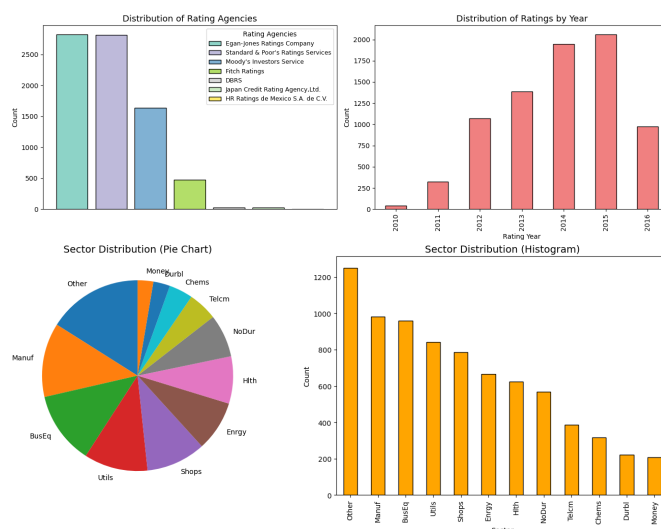 Distribution of Rating Agencies
Rating Agencies
Egan-Jones Ratings Company
Standard & Poor's Ratings Services
Moody's Investors Service
Fitch Ratings
DBRS
Japan Credit Rating Agency,Ltd.
HR Ratings de Mexico S.A. de C.V.
Count
2500
2000
1500
1000
500
0
Distribution of Ratings by Year
Count
2000
1750
1500
1250
1000
750
500
250
0
2010
2011
2012
2013
2014
2015
2016
Rating Year
Sector Distribution (Pie Chart)
Money
Durbl
Chems
Telcm
NoDur
Hlth
Enrgy
Shops
Utils
BusEq
Manuf
Other
Sector Distribution (Histogram)
Count
1200
1000
800
600
400
200
0
Other
Manuf
BusEq
Utils
Shops
Enrgy
Hlth
NoDur
Telcm
Chems
Durbl
Money